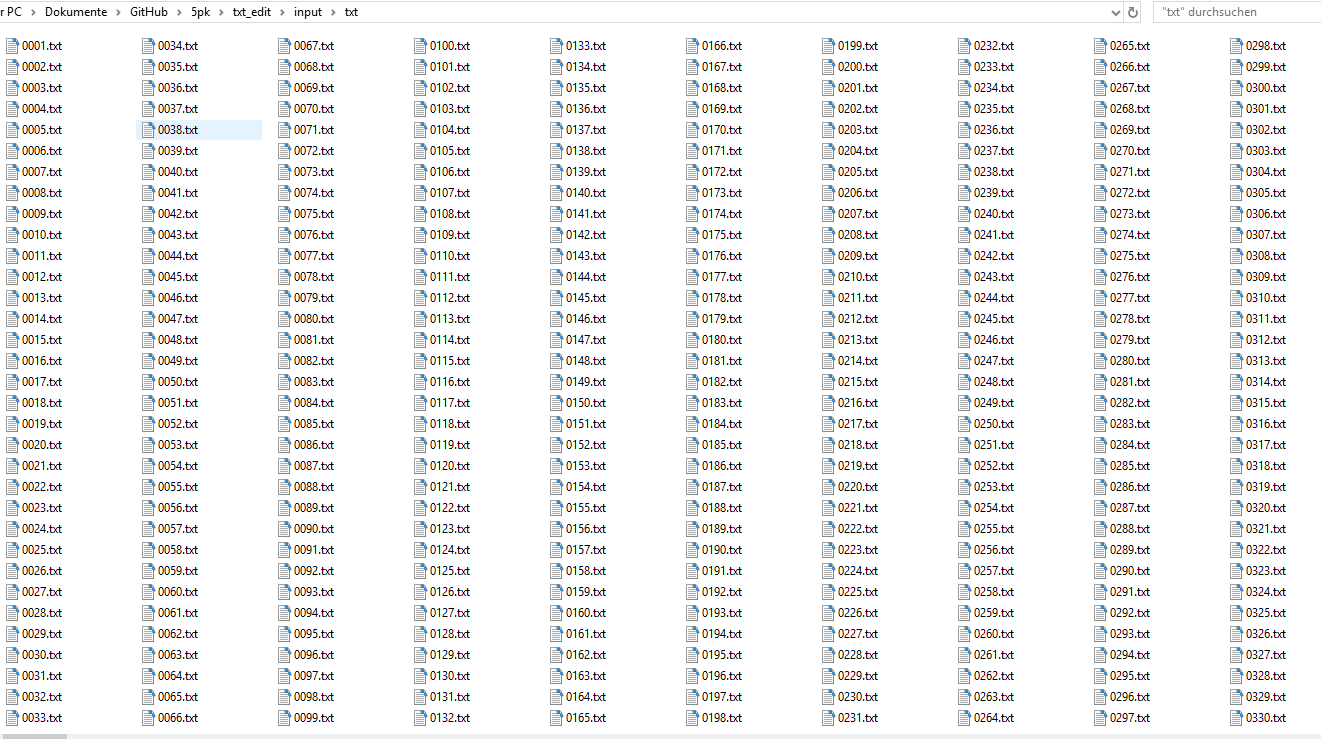 r PC > Dokumente > GitHub > 5pk > txt_edit > input > txt
"txt" durchsuchen
0001.txt 0034.txt 0067.txt 0100.txt 0133.txt 0166.txt 0199.txt 0232.txt 0265.txt 0298.txt
0002.txt 0035.txt 0068.txt 0101.txt 0134.txt 0167.txt 0200.txt 0233.txt 0266.txt 0299.txt
0003.txt 0036.txt 0069.txt 0102.txt 0135.txt 0168.txt 0201.txt 0234.txt 0267.txt 0300.txt
0004.txt 0037.txt 0070.txt 0103.txt 0136.txt 0169.txt 0202.txt 0235.txt 0268.txt 0301.txt
0005.txt 0038.txt 0071.txt 0104.txt 0137.txt 0170.txt 0203.txt 0236.txt 0269.txt 0302.txt
0006.txt 0039.txt 0072.txt 0105.txt 0138.txt 0171.txt 0204.txt 0237.txt 0270.txt 0303.txt
0007.txt 0040.txt 0073.txt 0106.txt 0139.txt 0172.txt 0205.txt 0238.txt 0271.txt 0304.txt
0008.txt 0041.txt 0074.txt 0107.txt 0140.txt 0173.txt 0206.txt 0239.txt 0272.txt 0305.txt
0009.txt 0042.txt 0075.txt 0108.txt 0141.txt 0174.txt 0207.txt 0240.txt 0273.txt 0306.txt
0010.txt 0043.txt 0076.txt 0109.txt 0142.txt 0175.txt 0208.txt 0241.txt 0274.txt 0307.txt
0011.txt 0044.txt 0077.txt 0110.txt 0143.txt 0176.txt 0209.txt 0242.txt 0275.txt 0308.txt
0012.txt 0045.txt 0078.txt 0111.txt 0144.txt 0177.txt 0210.txt 0243.txt 0276.txt 0309.txt
0013.txt 0046.txt 0079.txt 0112.txt 0145.txt 0178.txt 0211.txt 0244.txt 0277.txt 0310.txt
0014.txt 0047.txt 0080.txt 0113.txt 0146.txt 0179.txt 0212.txt 0245.txt 0278.txt 0311.txt
0015.txt 0048.txt 0081.txt 0114.txt 0147.txt 0180.txt 0213.txt 0246.txt 0279.txt 0312.txt
0016.txt 0049.txt 0082.txt 0115.txt 0148.txt 0181.txt 0214.txt 0247.txt 0280.txt 0313.txt
0017.txt 0050.txt 0083.txt 0116.txt 0149.txt 0182.txt 0215.txt 0248.txt 0281.txt 0314.txt
0018.txt 0051.txt 0084.txt 0117.txt 0150.txt 0183.txt 0216.txt 0249.txt 0282.txt 0315.txt
0019.txt 0052.txt 0085.txt 0118.txt 0151.txt 0184.txt 0217.txt 0250.txt 0283.txt 0316.txt
0020.txt 0053.txt 0086.txt 0119.txt 0152.txt 0185.txt 0218.txt 0251.txt 0284.txt 0317.txt
0021.txt 0054.txt 0087.txt 0120.txt 0153.txt 0186.txt 0219.txt 0252.txt 0285.txt 0318.txt
0022.txt 0055.txt 0088.txt 0121.txt 0154.txt 0187.txt 0220.txt 0253.txt 0286.txt 0319.txt
0023.txt 0056.txt 0089.txt 0122.txt 0155.txt 0188.txt 0221.txt 0254.txt 0287.txt 0320.txt
0024.txt 0057.txt 0090.txt 0123.txt 0156.txt 0189.txt 0222.txt 0255.txt 0288.txt 0321.txt
0025.txt 0058.txt 0091.txt 0124.txt 0157.txt 0190.txt 0223.txt 0256.txt 0289.txt 0322.txt
0026.txt 0059.txt 0092.txt 0125.txt 0158.txt 0191.txt 0224.txt 0257.txt 0290.txt 0323.txt
0027.txt 0060.txt 0093.txt 0126.txt 0159.txt 0192.txt 0225.txt 0258.txt 0291.txt 0324.txt
0028.txt 0061.txt 0094.txt 0127.txt 0160.txt 0193.txt 0226.txt 0259.txt 0292.txt 0325.txt
0029.txt 0062.txt 0095.txt 0128.txt 0161.txt 0194.txt 0227.txt 0260.txt 0293.txt 0326.txt
0030.txt 0063.txt 0096.txt 0129.txt 0162.txt 0195.txt 0228.txt 0261.txt 0294.txt 0327.txt
0031.txt 0064.txt 0097.txt 0130.txt 0163.txt 0196.txt 0229.txt 0262.txt 0295.txt 0328.txt
0032.txt 0065.txt 0098.txt 0131.txt 0164.txt 0197.txt 0230.txt 0263.txt 0296.txt 0329.txt
0033.txt 0066.txt 0099.txt 0132.txt 0165.txt 0198.txt 0231.txt 0264.txt 0297.txt 0330.txt